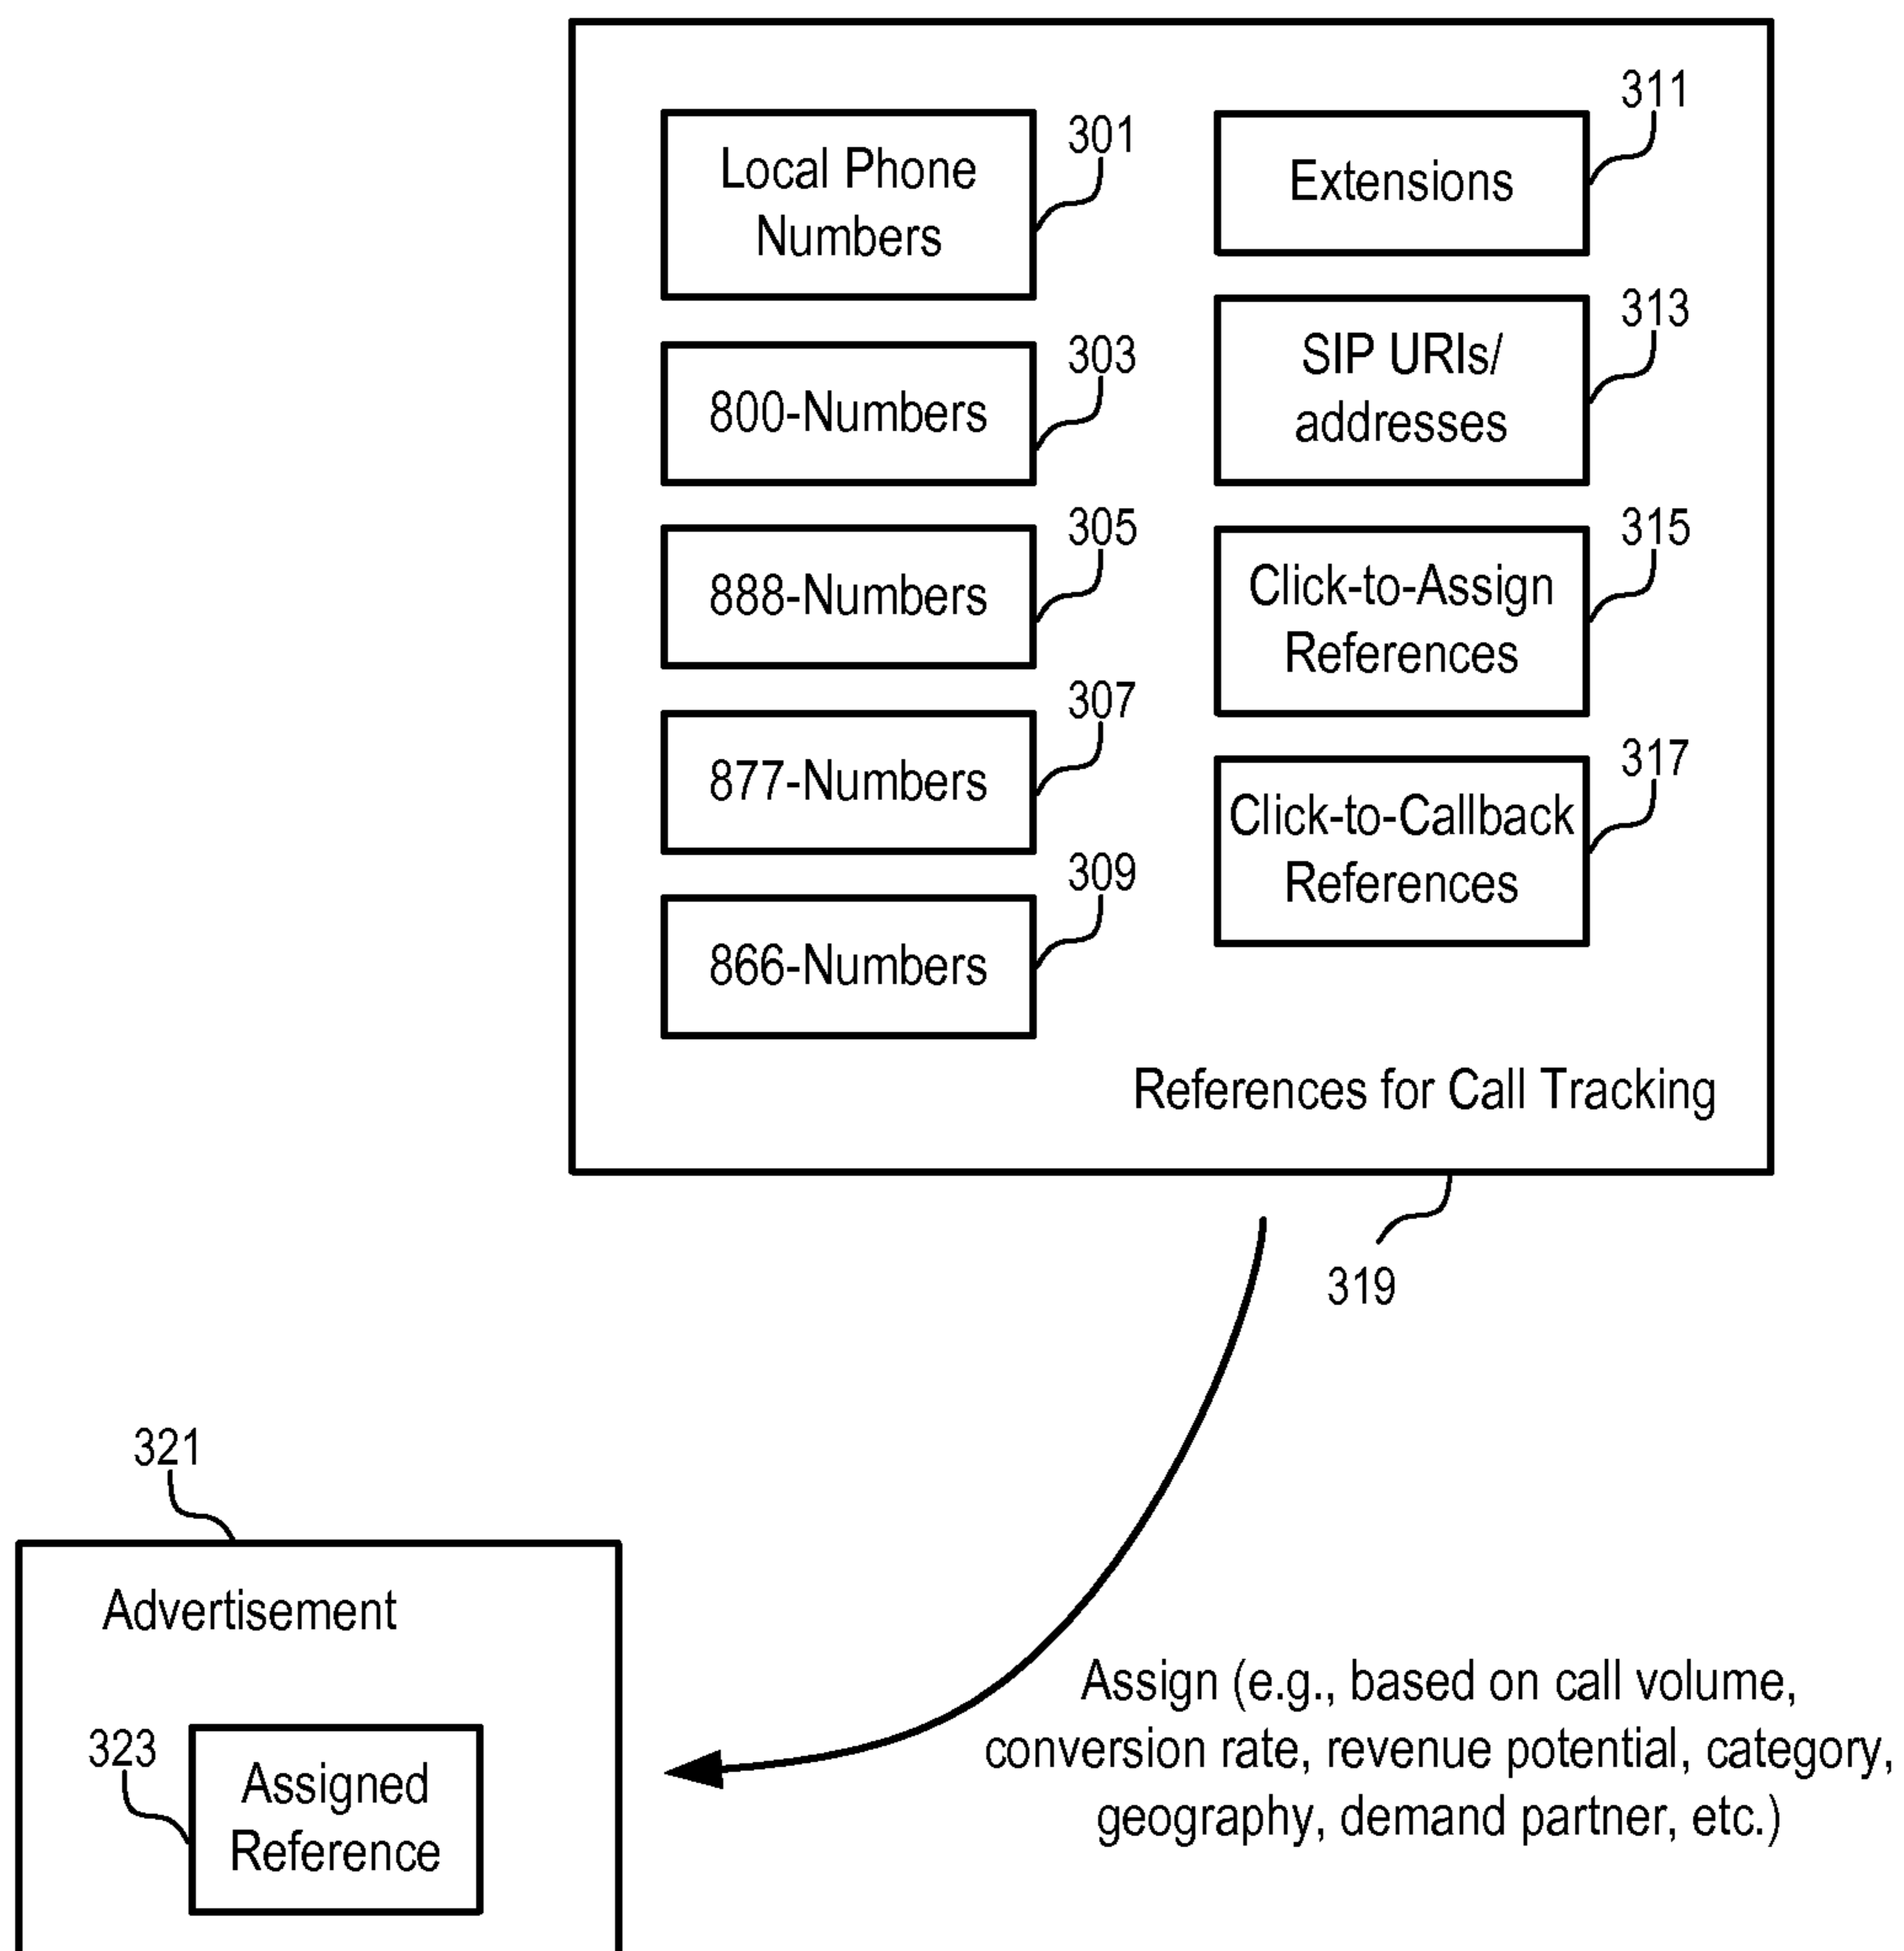 301
Local Phone
Numbers
303
800-Numbers
305
888-Numbers
307
877-Numbers
309
866-Numbers
311
Extensions
313
SIP URIs/
addresses
315
Click-to-Assign
References
317
Click-to-Callback
References
References for Call Tracking
319
321
Advertisement
323
Assigned
Reference
Assign (e.g., based on call volume,
conversion rate, revenue potential, category,
geography, demand partner, etc.)